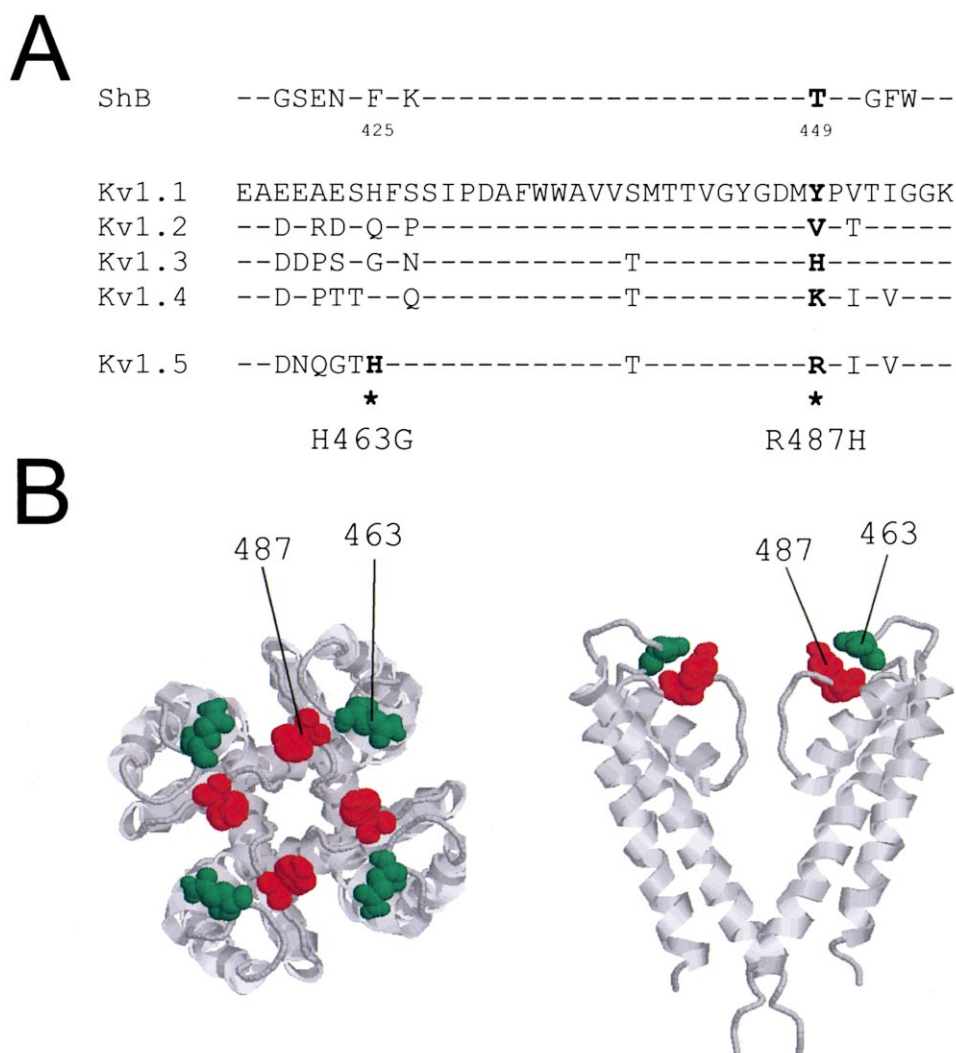 A
ShB --GSEN-F-K---------------------T--GFW--
425 449
Kv1.1 EAEEAESHFSSIPDAFWWAVVSMTTVGYGDMYPVTIGGK
Kv1.2 --D-RD-Q-P---------------------V-T-----
Kv1.3 --DDPS-G-N-----------T---------H-------
Kv1.4 --D-PTT--Q-----------T---------K-I-V---
Kv1.5 --DNQGTH-------------T---------R-I-V---
* *
H463G R487H
B
487 463
487 463